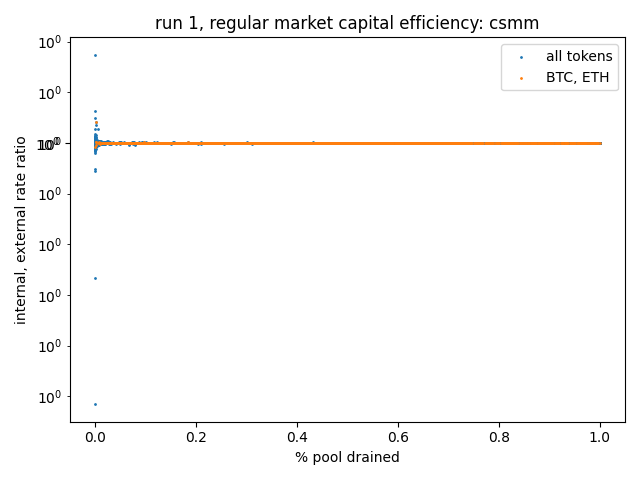 run 1, regular market capital efficiency: csmm
all tokens
BTC, ETH
internal, external rate ratio
10⁰
10⁰
10⁰
10⁰
10⁰
10⁰
10⁰
10⁰
0.0 0.2 0.4 0.6 0.8 1.0
% pool drained